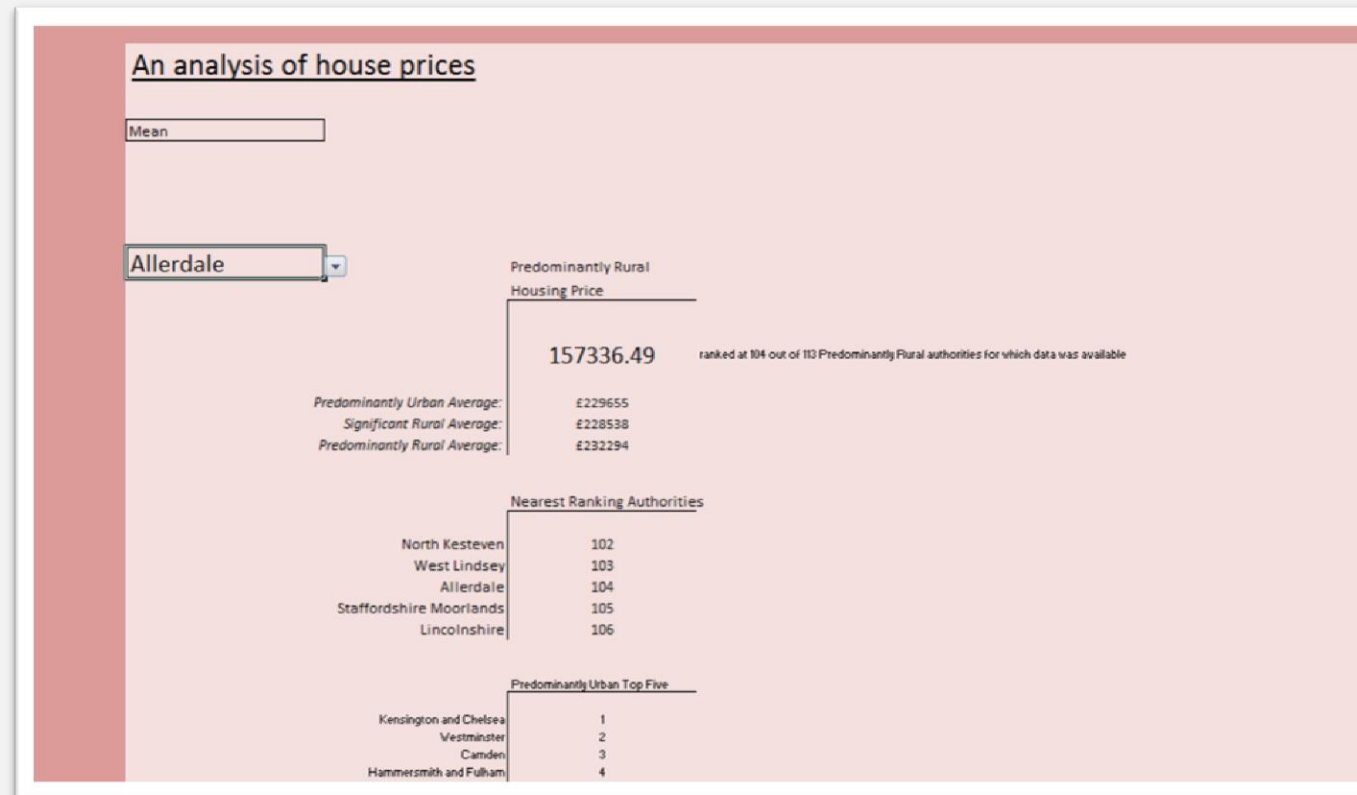 An analysis of house prices
Mean
Allerdale
Predominantly Rural
Housing Price
157336.49 ranked at 104 out of 113 Predominantly Rural authorities for which data was available
Predominantly Urban Average: £229655
Significant Rural Average: £228538
Predominantly Rural Average: £232294
Nearest Ranking Authorities
North Kesteven 102
West Lindsey 103
Allerdale 104
Staffordshire Moorlands 105
Lincolnshire 106
Predominantly Urban Top Five
Kensington and Chelsea 1
Westminster 2
Camden 3
Hammersmith and Fulham 4